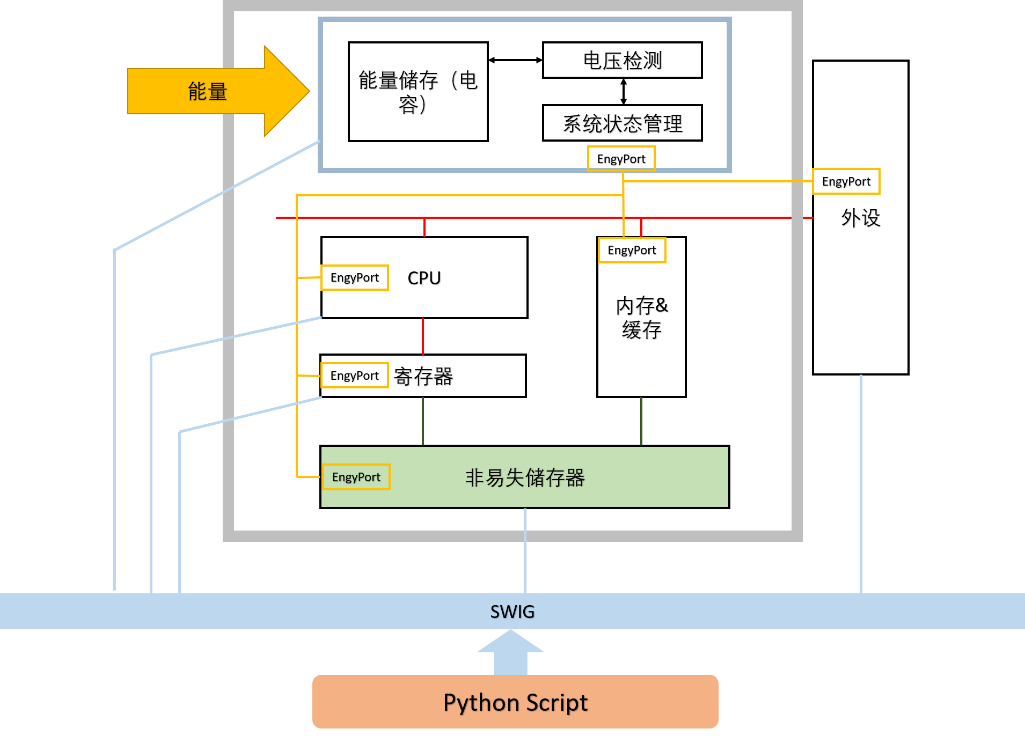 能量
能量储存（电
容）
电压检测
系统状态管理
EngyPort
EngyPort
外设
EngyPort
内存&
缓存
EngyPort
CPU
EngyPort
寄存器
EngyPort
非易失储存器
SWIG
Python Script